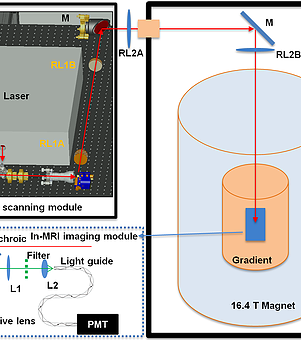 M
RL1B
Laser
RL1A
scanning module
RL2A
M
RL2B
Gradient
16.4 T Magnet
chroic
In-MRI imaging module
Filter
Light guide
L1
L2
ive lens
PMT